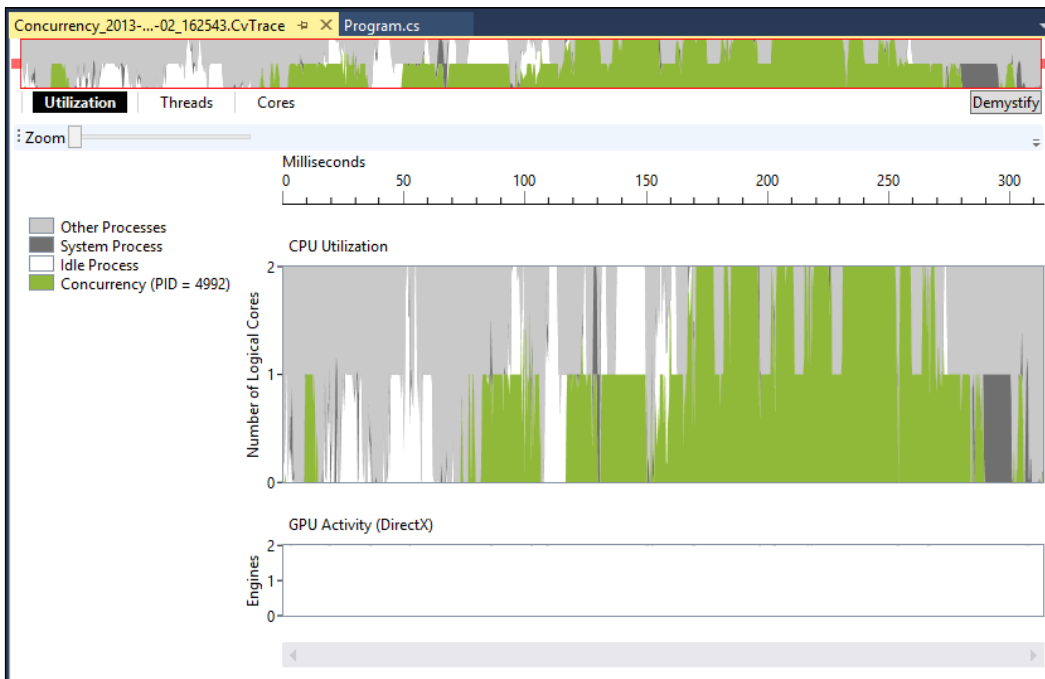 Concurrency_2013-...-02_162543.CvTrace Program.cs
Utilization Threads Cores Demystify
Zoom
Milliseconds
0 50 100 150 200 250 300
Other Processes
System Process
Idle Process
Concurrency (PID = 4992)
CPU Utilization
2
1
0
Number of Logical Cores
GPU Activity (DirectX)
2
1
0
Engines